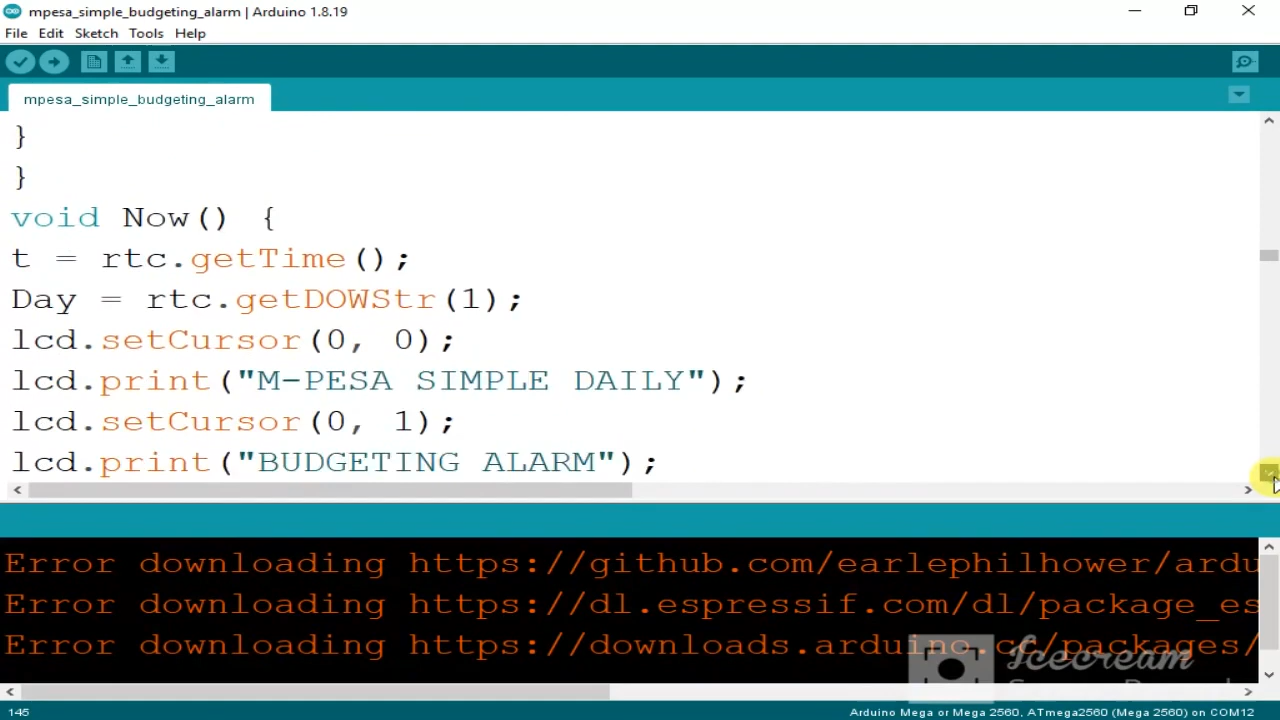 mpesa_simple_budgeting_alarm | Arduino 1.8.19
File Edit Sketch Tools Help
mpesa_simple_budgeting_alarm
}
}
void Now() {
t = rtc.getTime();
Day = rtc.getDOWStr(1);
lcd.setCursor(0, 0);
lcd.print("M-PESA SIMPLE DAILY");
lcd.setCursor(0, 1);
lcd.print("BUDGETING ALARM");
Error downloading https://github.com/earlephilhower/ardu
Error downloading https://dl.espressif.com/dl/package_es
Error downloading https://downloads.arduino.cc/packages/
Icecream
145
Arduino Mega or Mega 2560, ATmega2560 (Mega 2560) on COM12